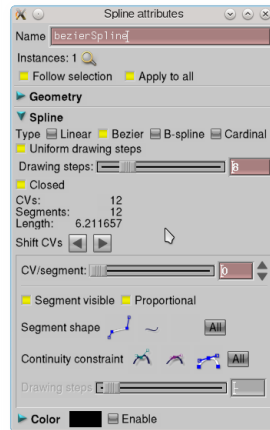 Spline attributes
Name bezierSpline
Instances: 1
Follow selection Apply to all
Geometry
Spline
Type Linear Bezier B-spline Cardinal
Uniform drawing steps
Drawing steps: 8
Closed
CVs: 12
Segments: 12
Length: 6.211657
Shift CVs
CV/segment: 0
Segment visible Proportional
Segment shape All
Continuity constraint All
Drawing steps
Color Enable